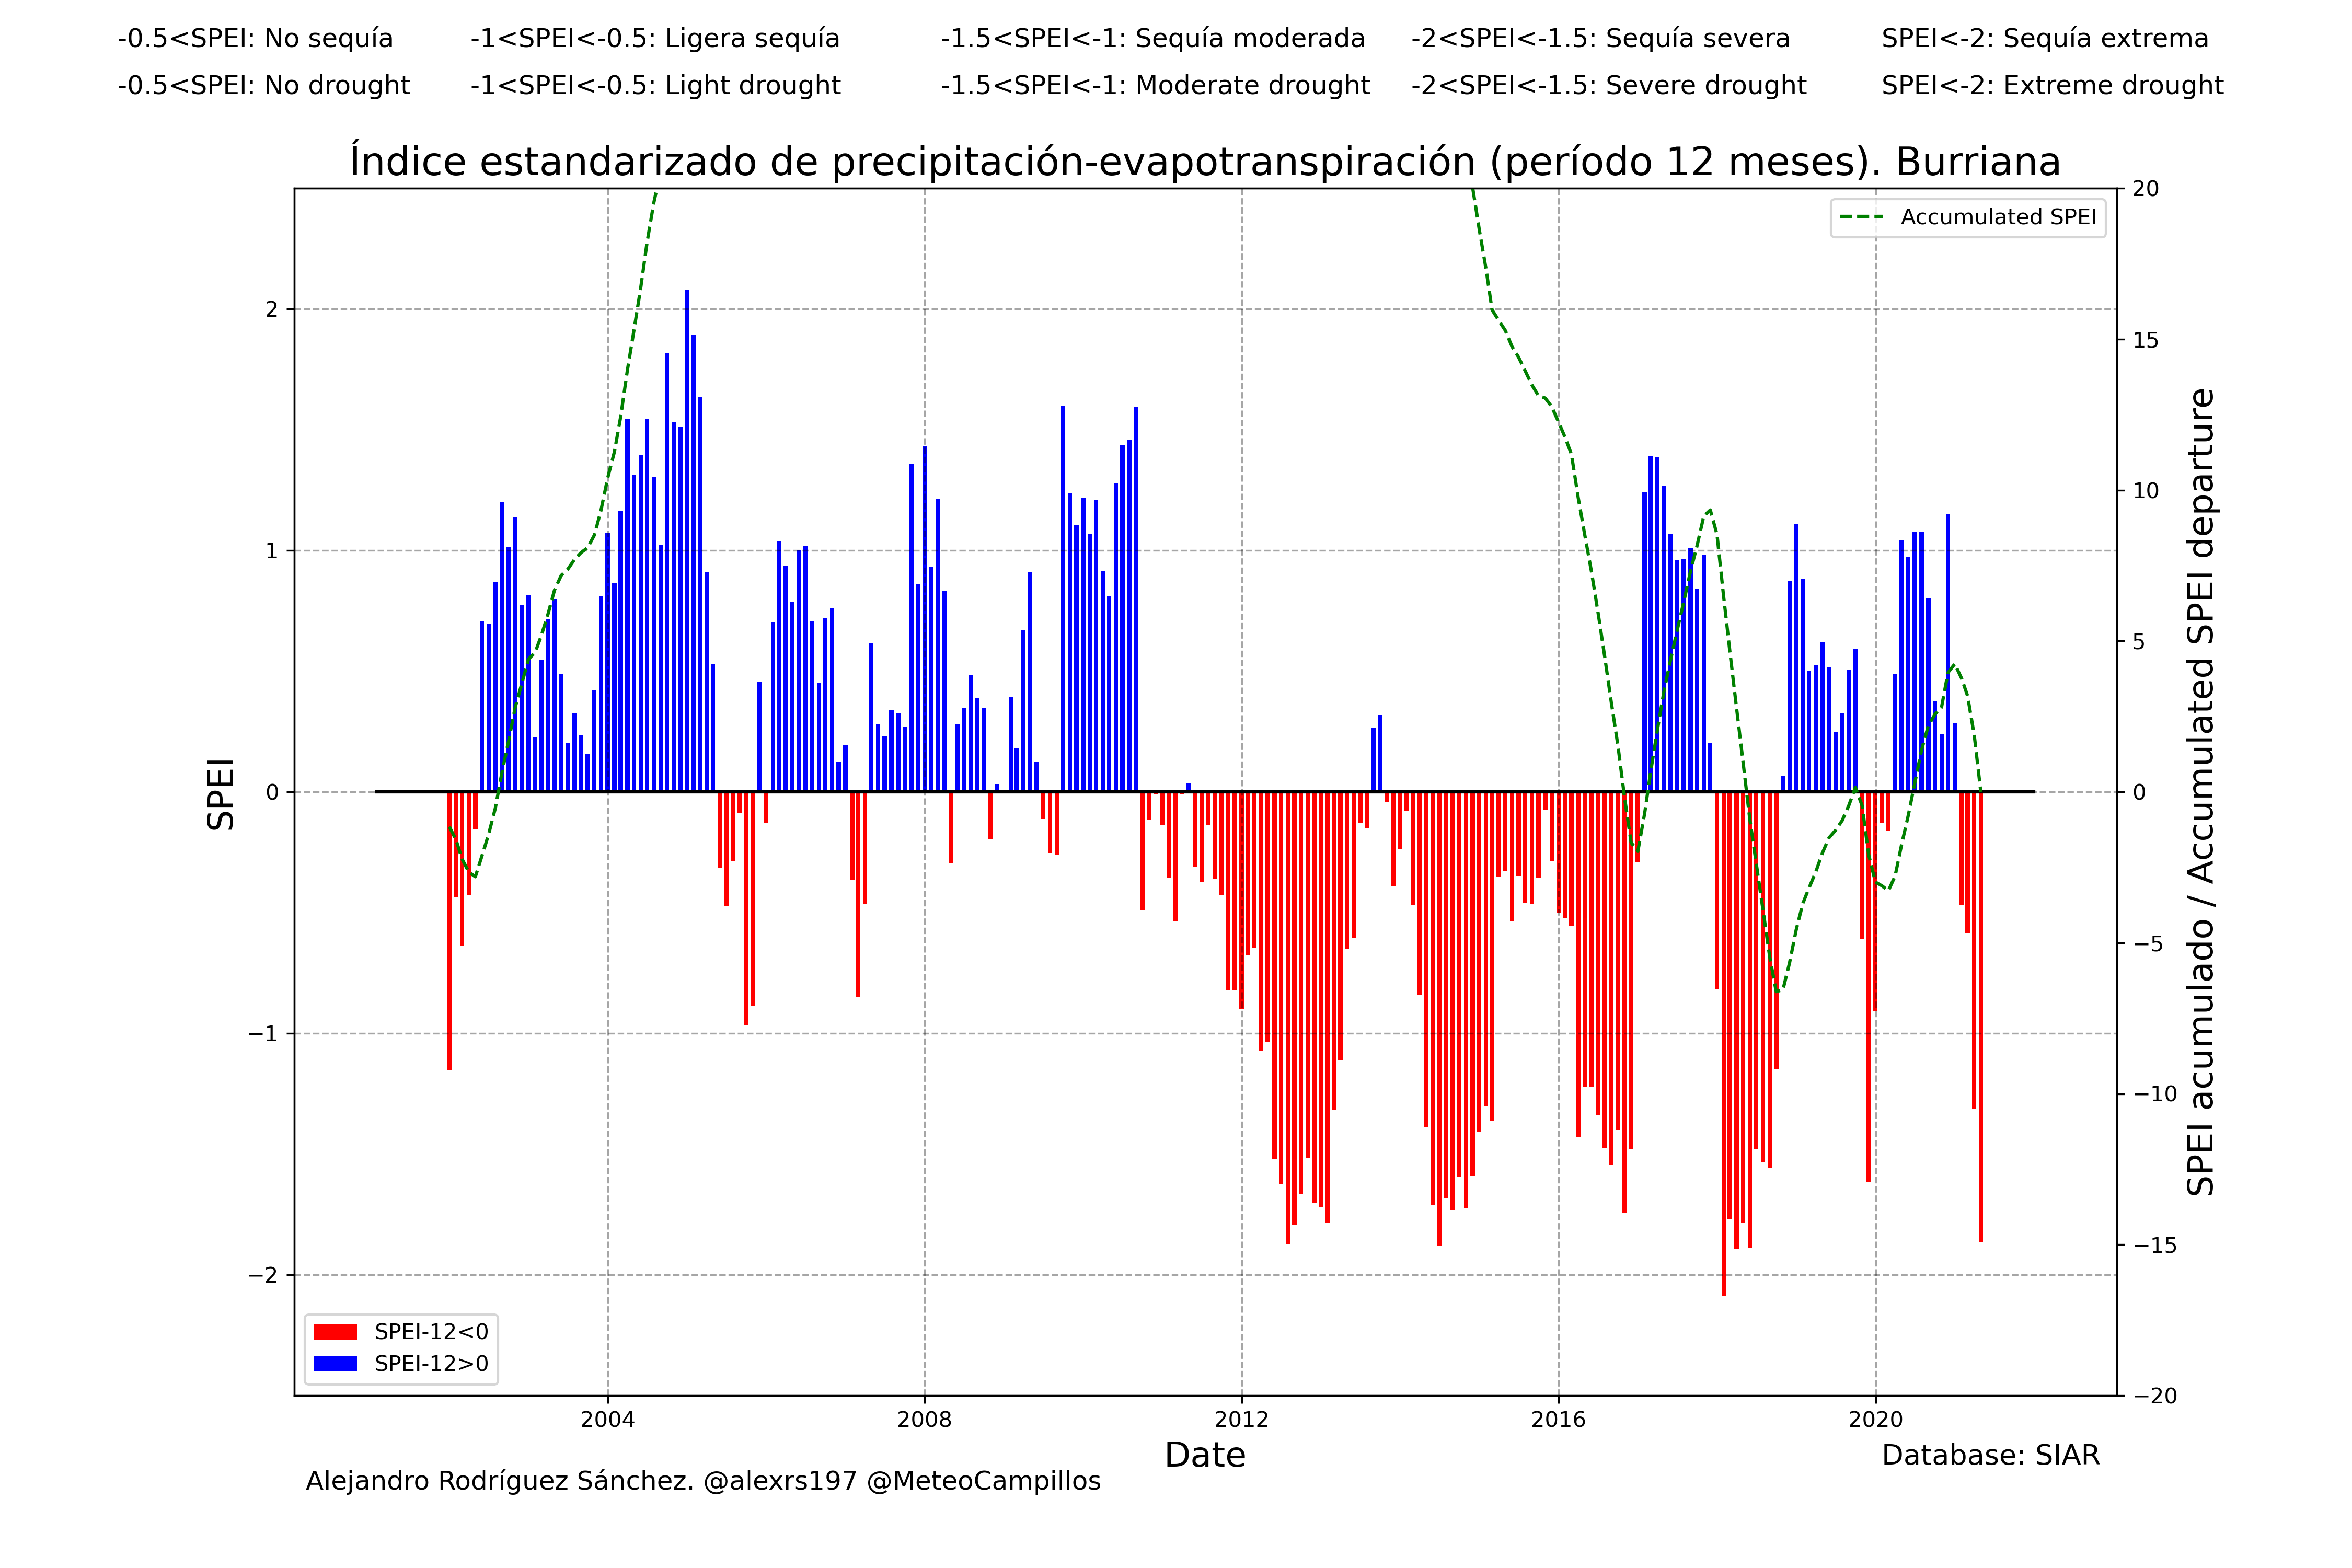 -0.5<SPEI: No sequía -1<SPEI<-0.5: Ligera sequía -1.5<SPEI<-1: Sequía moderada -2<SPEI<-1.5: Sequía severa SPEI<-2: Sequía extrema
-0.5<SPEI: No drought -1<SPEI<-0.5: Light drought -1.5<SPEI<-1: Moderate drought -2<SPEI<-1.5: Severe drought SPEI<-2: Extreme drought
Índice estandarizado de precipitación-evapotranspiración (período 12 meses). Burriana
Accumulated SPEI
SPEI
2
1
0
−1
−2
20
15
10
5
0
−5
−10
−15
−20
SPEI acumulado / Accumulated SPEI departure
SPEI-12<0
SPEI-12>0
2004 2008 2012 2016 2020
Date
Database: SIAR
Alejandro Rodríguez Sánchez. @alexrs197 @MeteoCampillos